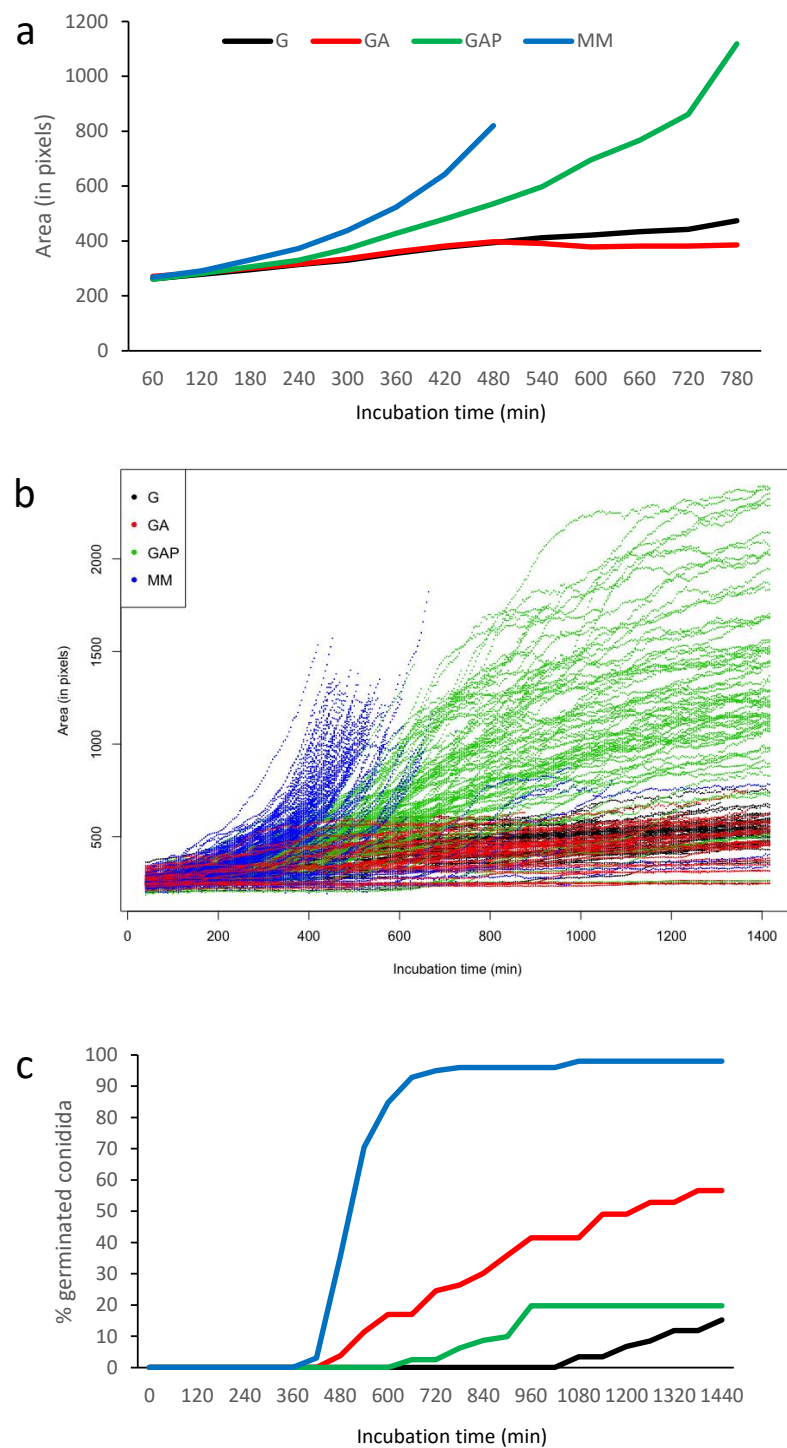 a
G GA GAP MM
1200
1000
800
600
400
200
0
Area (in pixels)
60 120 180 240 300 360 420 480 540 600 660 720 780
Incubation time (min)
b
G
GA
GAP
MM
2000
1500
1000
500
Area (in pixels)
0 200 400 600 800 1000 1200 1400
Incubation time (min)
c
100
90
80
70
60
50
40
30
20
10
0
% germinated conidida
0 120 240 360 480 600 720 840 960 1080 1200 1320 1440
Incubation time (min)